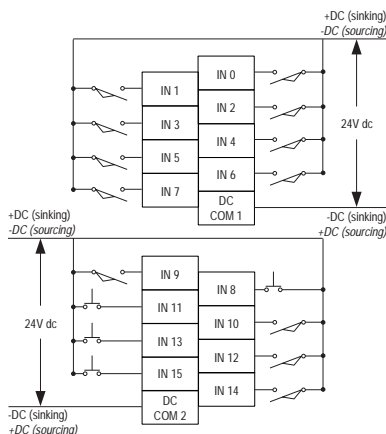 +DC (sinking)
-DC (sourcing)
IN 0
IN 1
IN 2
IN 3
IN 4
IN 5
IN 6
IN 7
DC
COM 1
24V dc
-DC (sinking)
+DC (sourcing)
+DC (sinking)
-DC (sourcing)
IN 9
IN 8
IN 11
IN 10
IN 13
IN 12
IN 15
IN 14
DC
COM 2
24V dc
-DC (sinking)
+DC (sourcing)